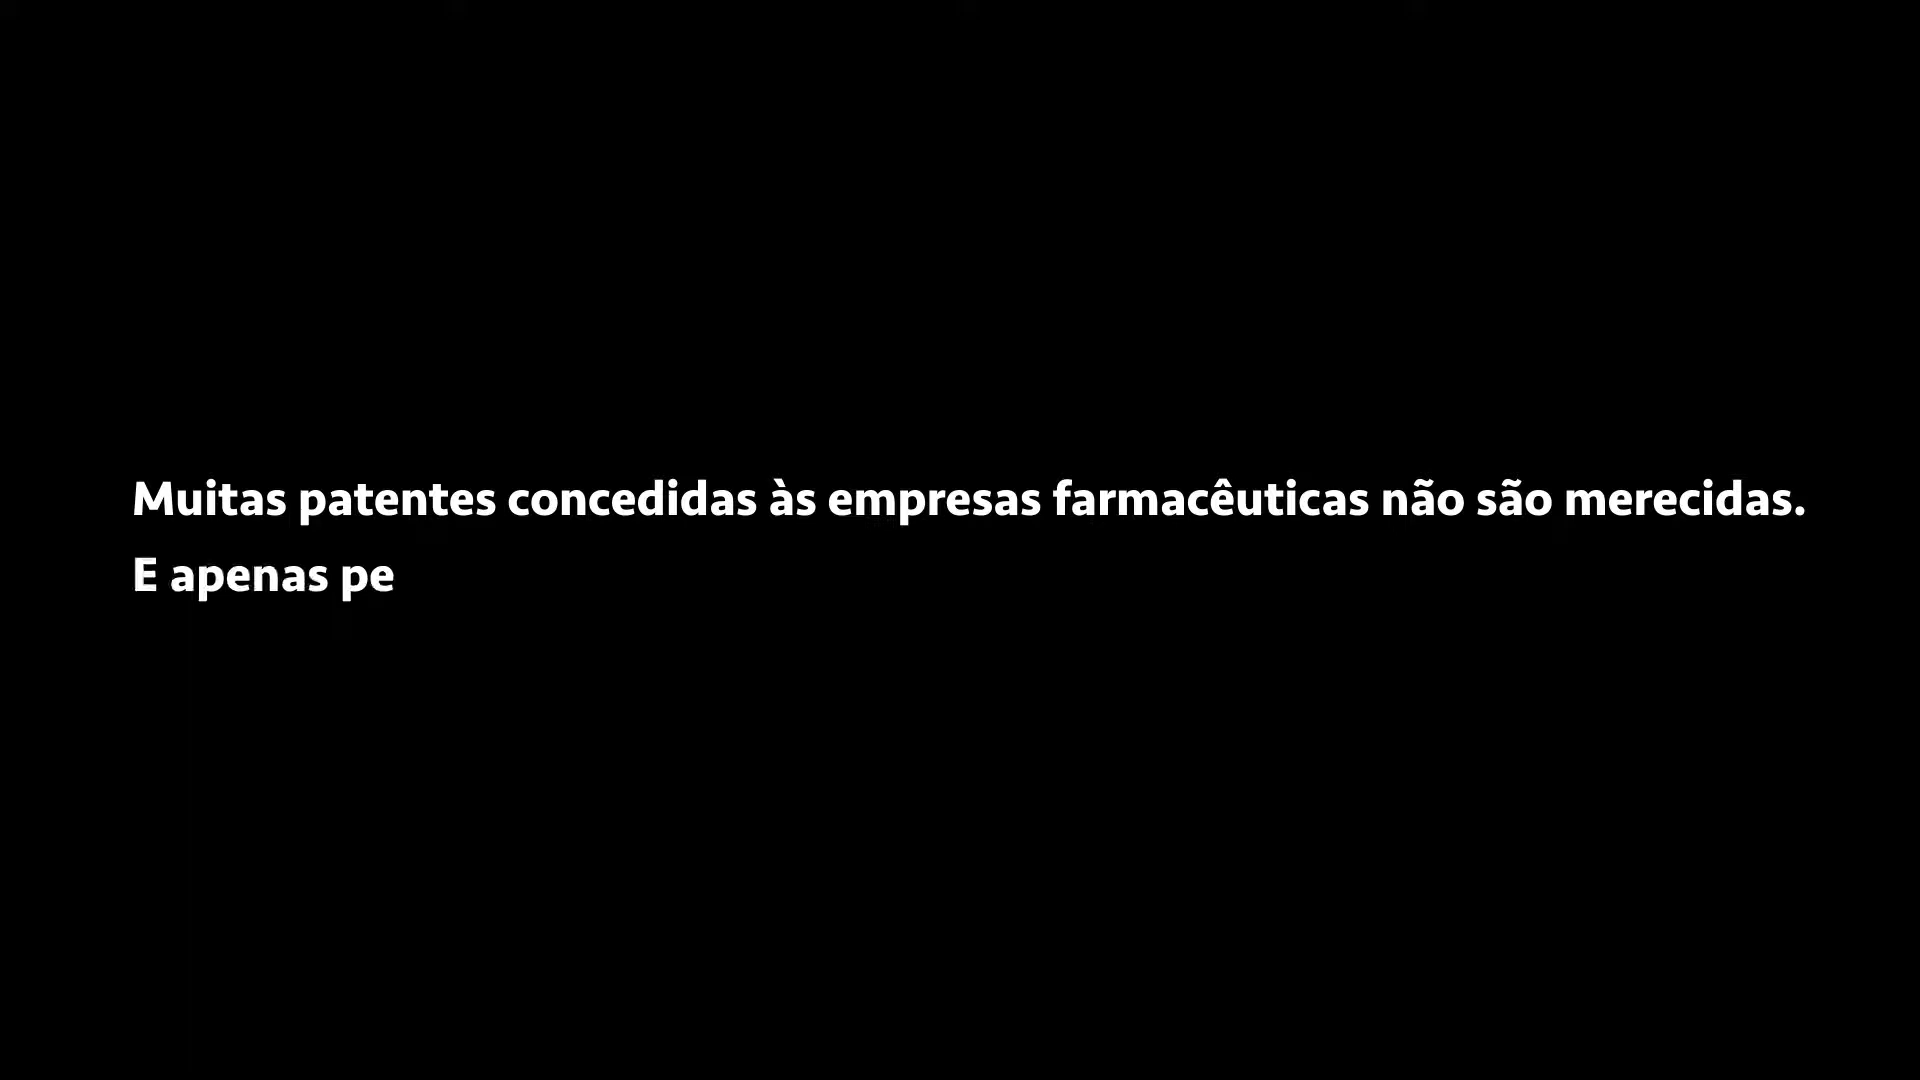 Muitas patentes concedidas às empresas farmacêuticas não são merecidas.
E apenas pe